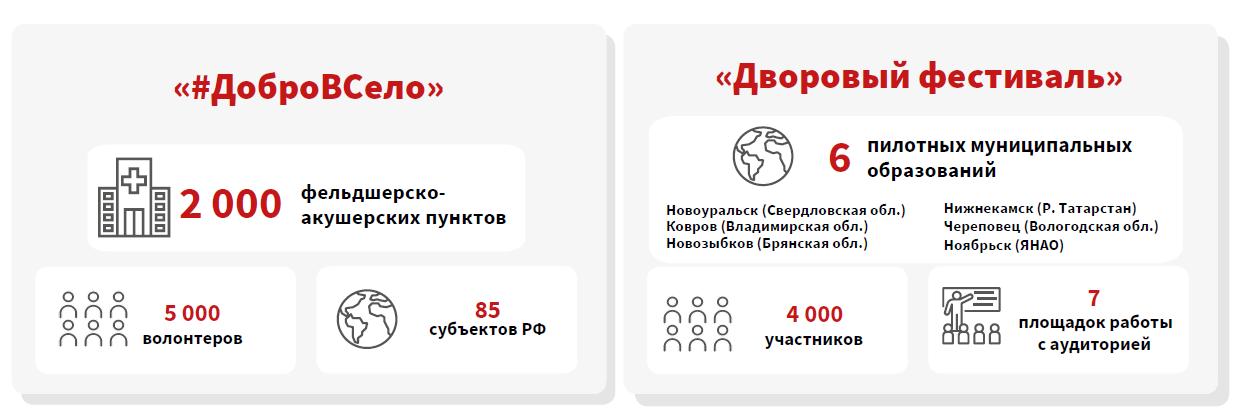 «#ДоброВСело»
2 000
фельдшерско-
акушерских пунктов
5 000
волонтеров
85
субъектов РФ
«Дворовый фестиваль»
6
пилотных муниципальных
образований
Новоуральск (Свердловская обл.)
Ковров (Владимирская обл.)
Новозыбков (Брянская обл.)
Нижнекамск (Р. Татарстан)
Череповец (Вологодская обл.)
Ноябрьск (ЯНАО)
4 000
участников
7
площадок работы
с аудиторией